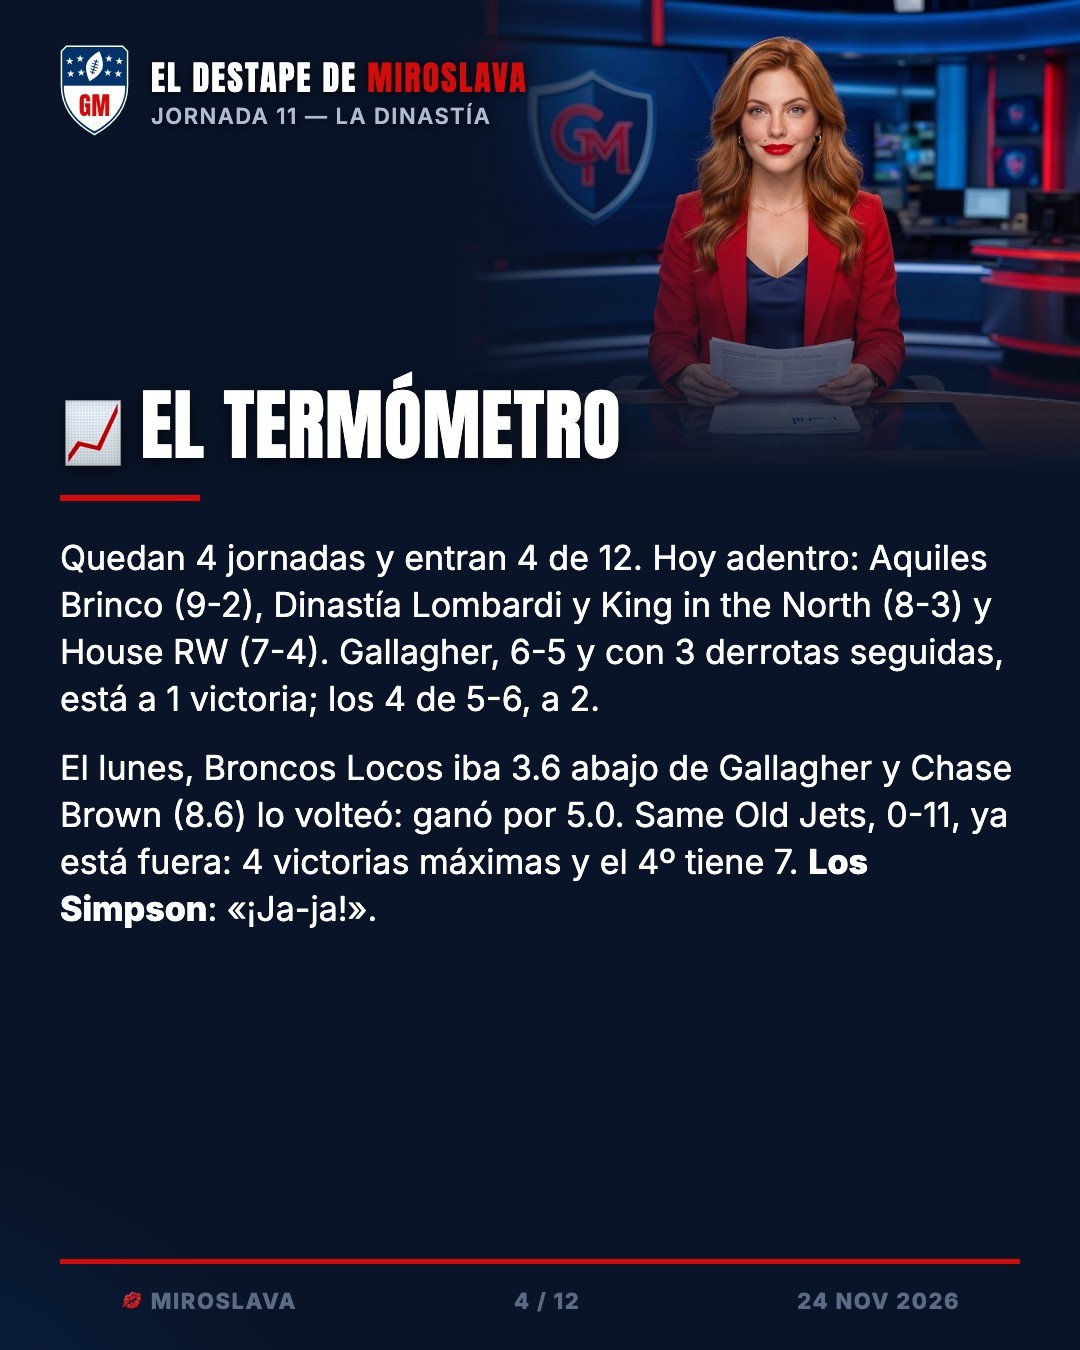 GM
EL DESTAPE DE MIROSLAVA
JORNADA 11 — LA DINASTÍA
GM
EL TERMÓMETRO
Quedan 4 jornadas y entran 4 de 12. Hoy adentro: Aquiles
Brinco (9-2), Dinastía Lombardi y King in the North (8-3) y
House RW (7-4). Gallagher, 6-5 y con 3 derrotas seguidas,
está a 1 victoria; los 4 de 5-6, a 2.
El lunes, Broncos Locos iba 3.6 abajo de Gallagher y Chase
Brown (8.6) lo volteó: ganó por 5.0. Same Old Jets, 0-11, ya
está fuera: 4 victorias máximas y el 4º tiene 7. Los
Simpson: «¡Ja-ja!».
MIROSLAVA
4 / 12
24 NOV 2026